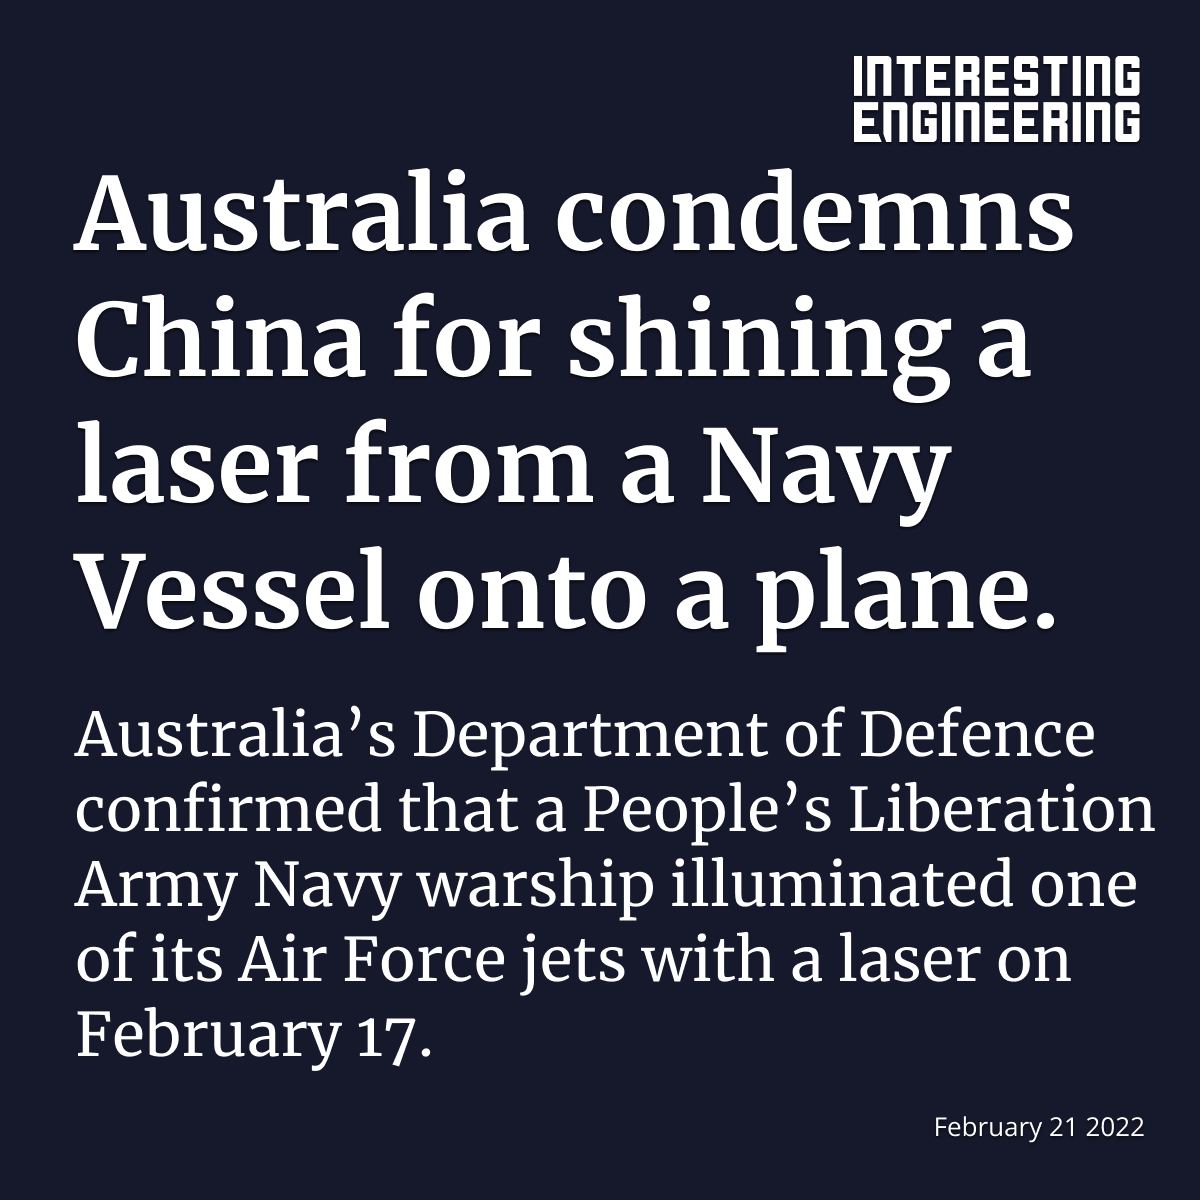 INTERESTING
ENGINEERING
Australia condemns
China for shining a
laser from a Navy
Vessel onto a plane.
Australia’s Department of Defence
confirmed that a People’s Liberation
Army Navy warship illuminated one
of its Air Force jets with a laser on
February 17.
February 21 2022